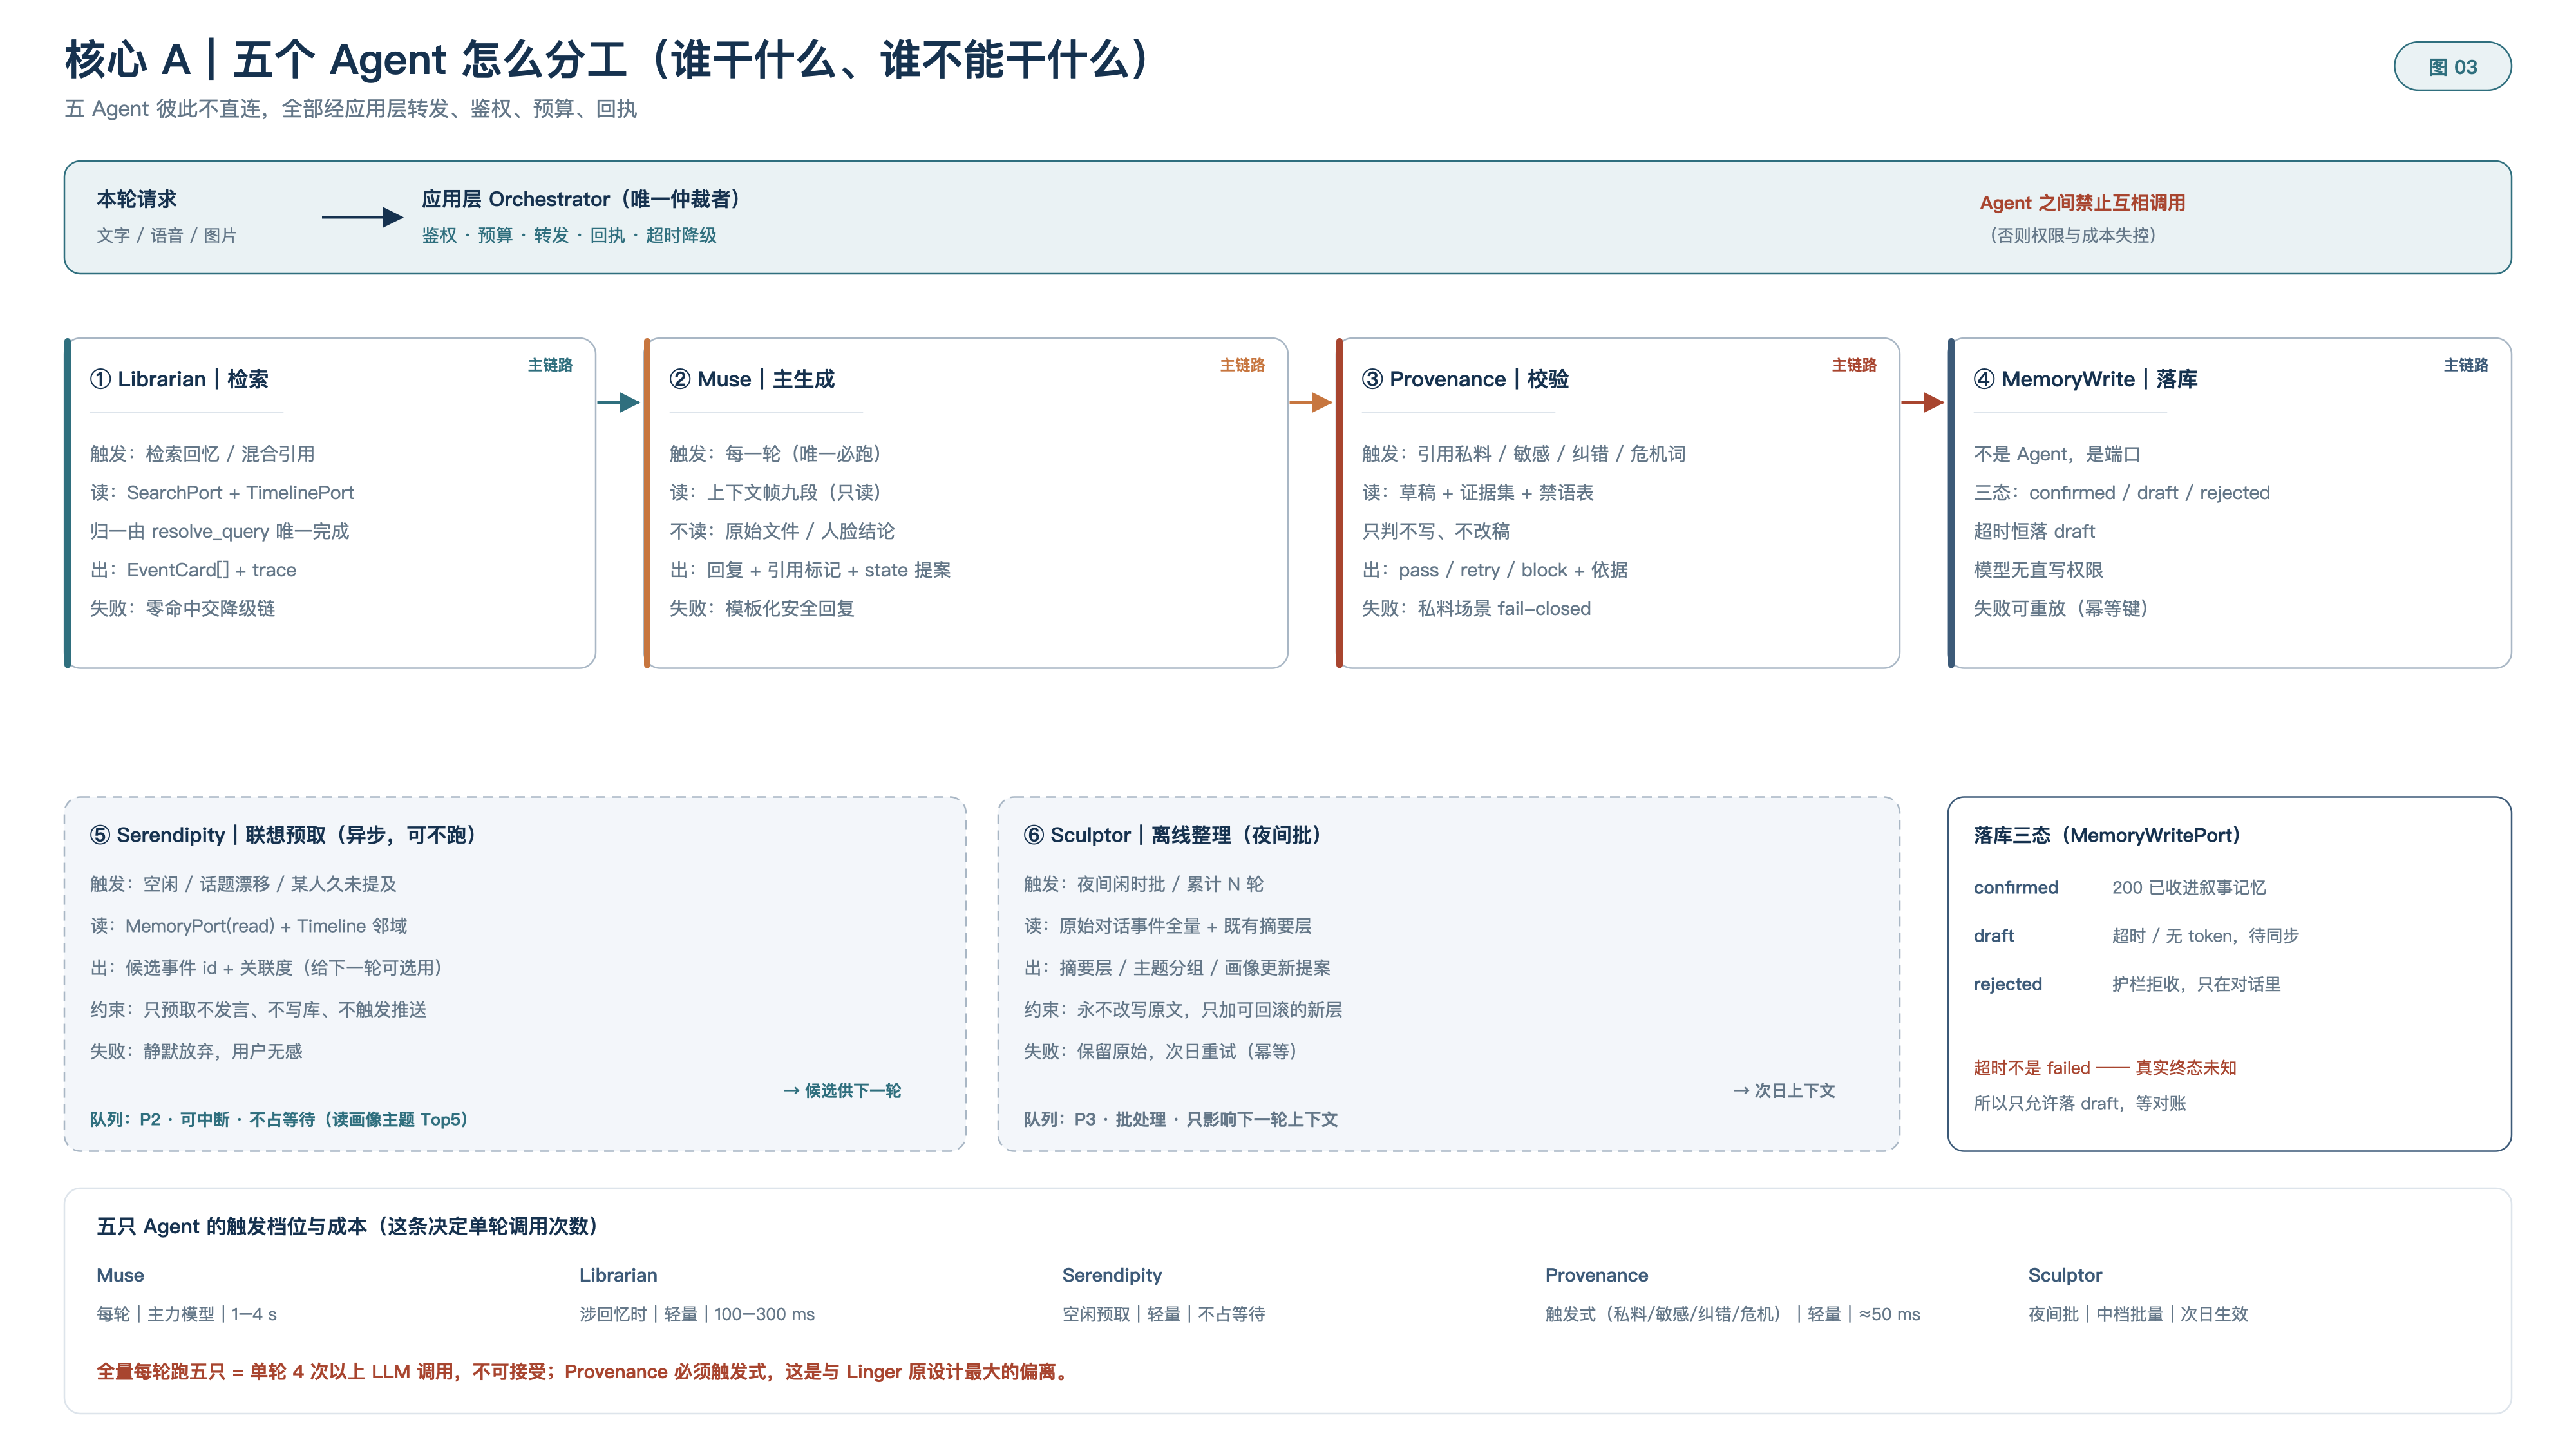 核心 A｜五个 Agent 怎么分工（谁干什么、谁不能干什么）
图 03
五 Agent 彼此不直连，全部经应用层转发、鉴权、预算、回执
本轮请求
文字 / 语音 / 图片
应用层 Orchestrator（唯一仲裁者）
鉴权 · 预算 · 转发 · 回执 · 超时降级
Agent 之间禁止互相调用
（否则权限与成本失控）
① Librarian｜检索
主链路
触发：检索回忆 / 混合引用
读：SearchPort + TimelinePort
归一由 resolve_query 唯一完成
出：EventCard[] + trace
失败：零命中交降级链
② Muse｜主生成
主链路
触发：每一轮（唯一必跑）
读：上下文帧九段（只读）
不读：原始文件 / 人脸结论
出：回复 + 引用标记 + state 提案
失败：模板化安全回复
③ Provenance｜校验
主链路
触发：引用私料 / 敏感 / 纠错 / 危机词
读：草稿 + 证据集 + 禁语表
只判不写、不改稿
出：pass / retry / block + 依据
失败：私料场景 fail-closed
④ MemoryWrite｜落库
主链路
不是 Agent，是端口
三态：confirmed / draft / rejected
超时恒落 draft
模型无直写权限
失败可重放（幂等键）
⑤ Serendipity｜联想预取（异步，可不跑）
触发：空闲 / 话题漂移 / 某人久未提及
读：MemoryPort(read) + Timeline 邻域
出：候选事件 id + 关联度（给下一轮可选用）
约束：只预取不发言、不写库、不触发推送
失败：静默放弃，用户无感
→ 候选供下一轮
队列：P2 · 可中断 · 不占等待（读画像主题 Top5）
⑥ Sculptor｜离线整理（夜间批）
触发：夜间闲时批 / 累计 N 轮
读：原始对话事件全量 + 既有摘要层
出：摘要层 / 主题分组 / 画像更新提案
约束：永不改写原文，只加可回滚的新层
失败：保留原始，次日重试（幂等）
→ 次日上下文
队列：P3 · 批处理 · 只影响下一轮上下文
落库三态（MemoryWritePort）
confirmed 200 已收进叙事记忆
draft 超时 / 无 token，待同步
rejected 护栏拒收，只在对话里
超时不是 failed —— 真实终态未知
所以只允许落 draft，等对账
五只 Agent 的触发档位与成本（这条决定单轮调用次数）
Muse
每轮｜主力模型｜1—4 s
Librarian
涉回忆时｜轻量｜100—300 ms
Serendipity
空闲预取｜轻量｜不占等待
Provenance
触发式（私料/敏感/纠错/危机）｜轻量｜≈50 ms
Sculptor
夜间批｜中档批量｜次日生效
全量每轮跑五只 = 单轮 4 次以上 LLM 调用，不可接受；Provenance 必须触发式，这是与 Linger 原设计最大的偏离。